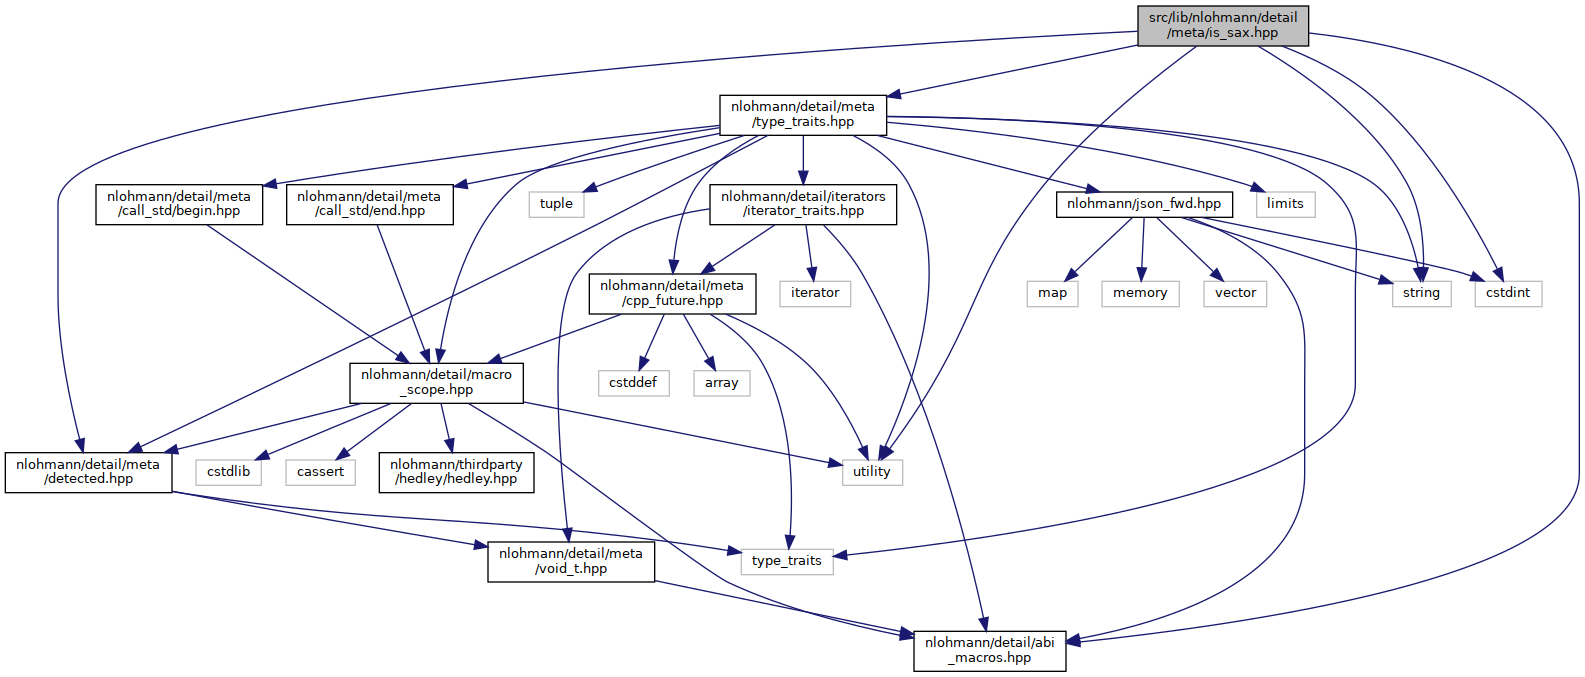 src/lib/nlohmann/detail
/meta/is_sax.hpp
nlohmann/detail/meta
/type_traits.hpp
nlohmann/detail/meta
/call_std/begin.hpp
nlohmann/detail/meta
/call_std/end.hpp
tuple
nlohmann/detail/iterators
/iterator_traits.hpp
nlohmann/json_fwd.hpp
limits
nlohmann/detail/meta
/cpp_future.hpp
iterator
map
memory
vector
string
cstdint
nlohmann/detail/macro
_scope.hpp
cstddef
array
nlohmann/detail/meta
/detected.hpp
cstdlib
cassert
nlohmann/thirdparty
/hedley/hedley.hpp
utility
nlohmann/detail/meta
/void_t.hpp
type_traits
nlohmann/detail/abi
_macros.hpp